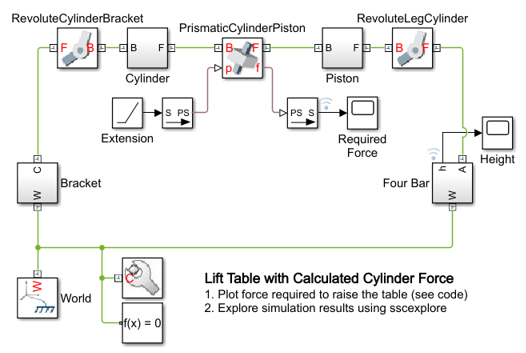 RevoluteCylinderBracket
PrismaticCylinderPiston
RevoluteLegCylinder
F B
B F
B F
p f
B F
B F
Cylinder
Piston
S PS
PS S
Extension
Required
Force
h A
Height
C
W
Bracket
Four Bar
W
W
World
C
f(x) = 0
Lift Table with Calculated Cylinder Force
1. Plot force required to raise the table (see code)
2. Explore simulation results using sscexplore